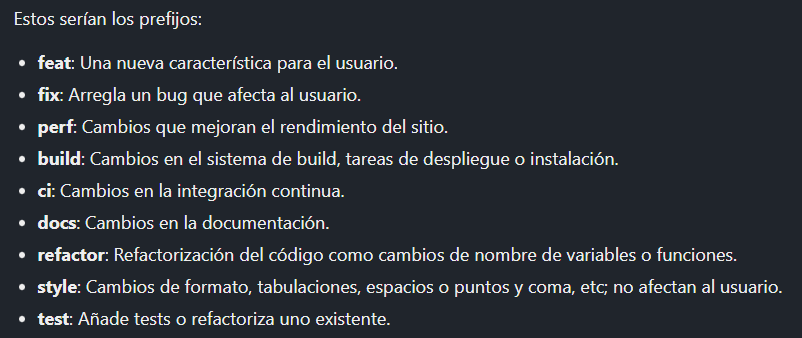 Estos serían los prefijos:
feat: Una nueva característica para el usuario.
fix: Arregla un bug que afecta al usuario.
perf: Cambios que mejoran el rendimiento del sitio.
build: Cambios en el sistema de build, tareas de despliegue o instalación.
ci: Cambios en la integración continua.
docs: Cambios en la documentación.
refactor: Refactorización del código como cambios de nombre de variables o funciones.
style: Cambios de formato, tabulaciones, espacios o puntos y coma, etc; no afectan al usuario.
test: Añade tests o refactoriza uno existente.